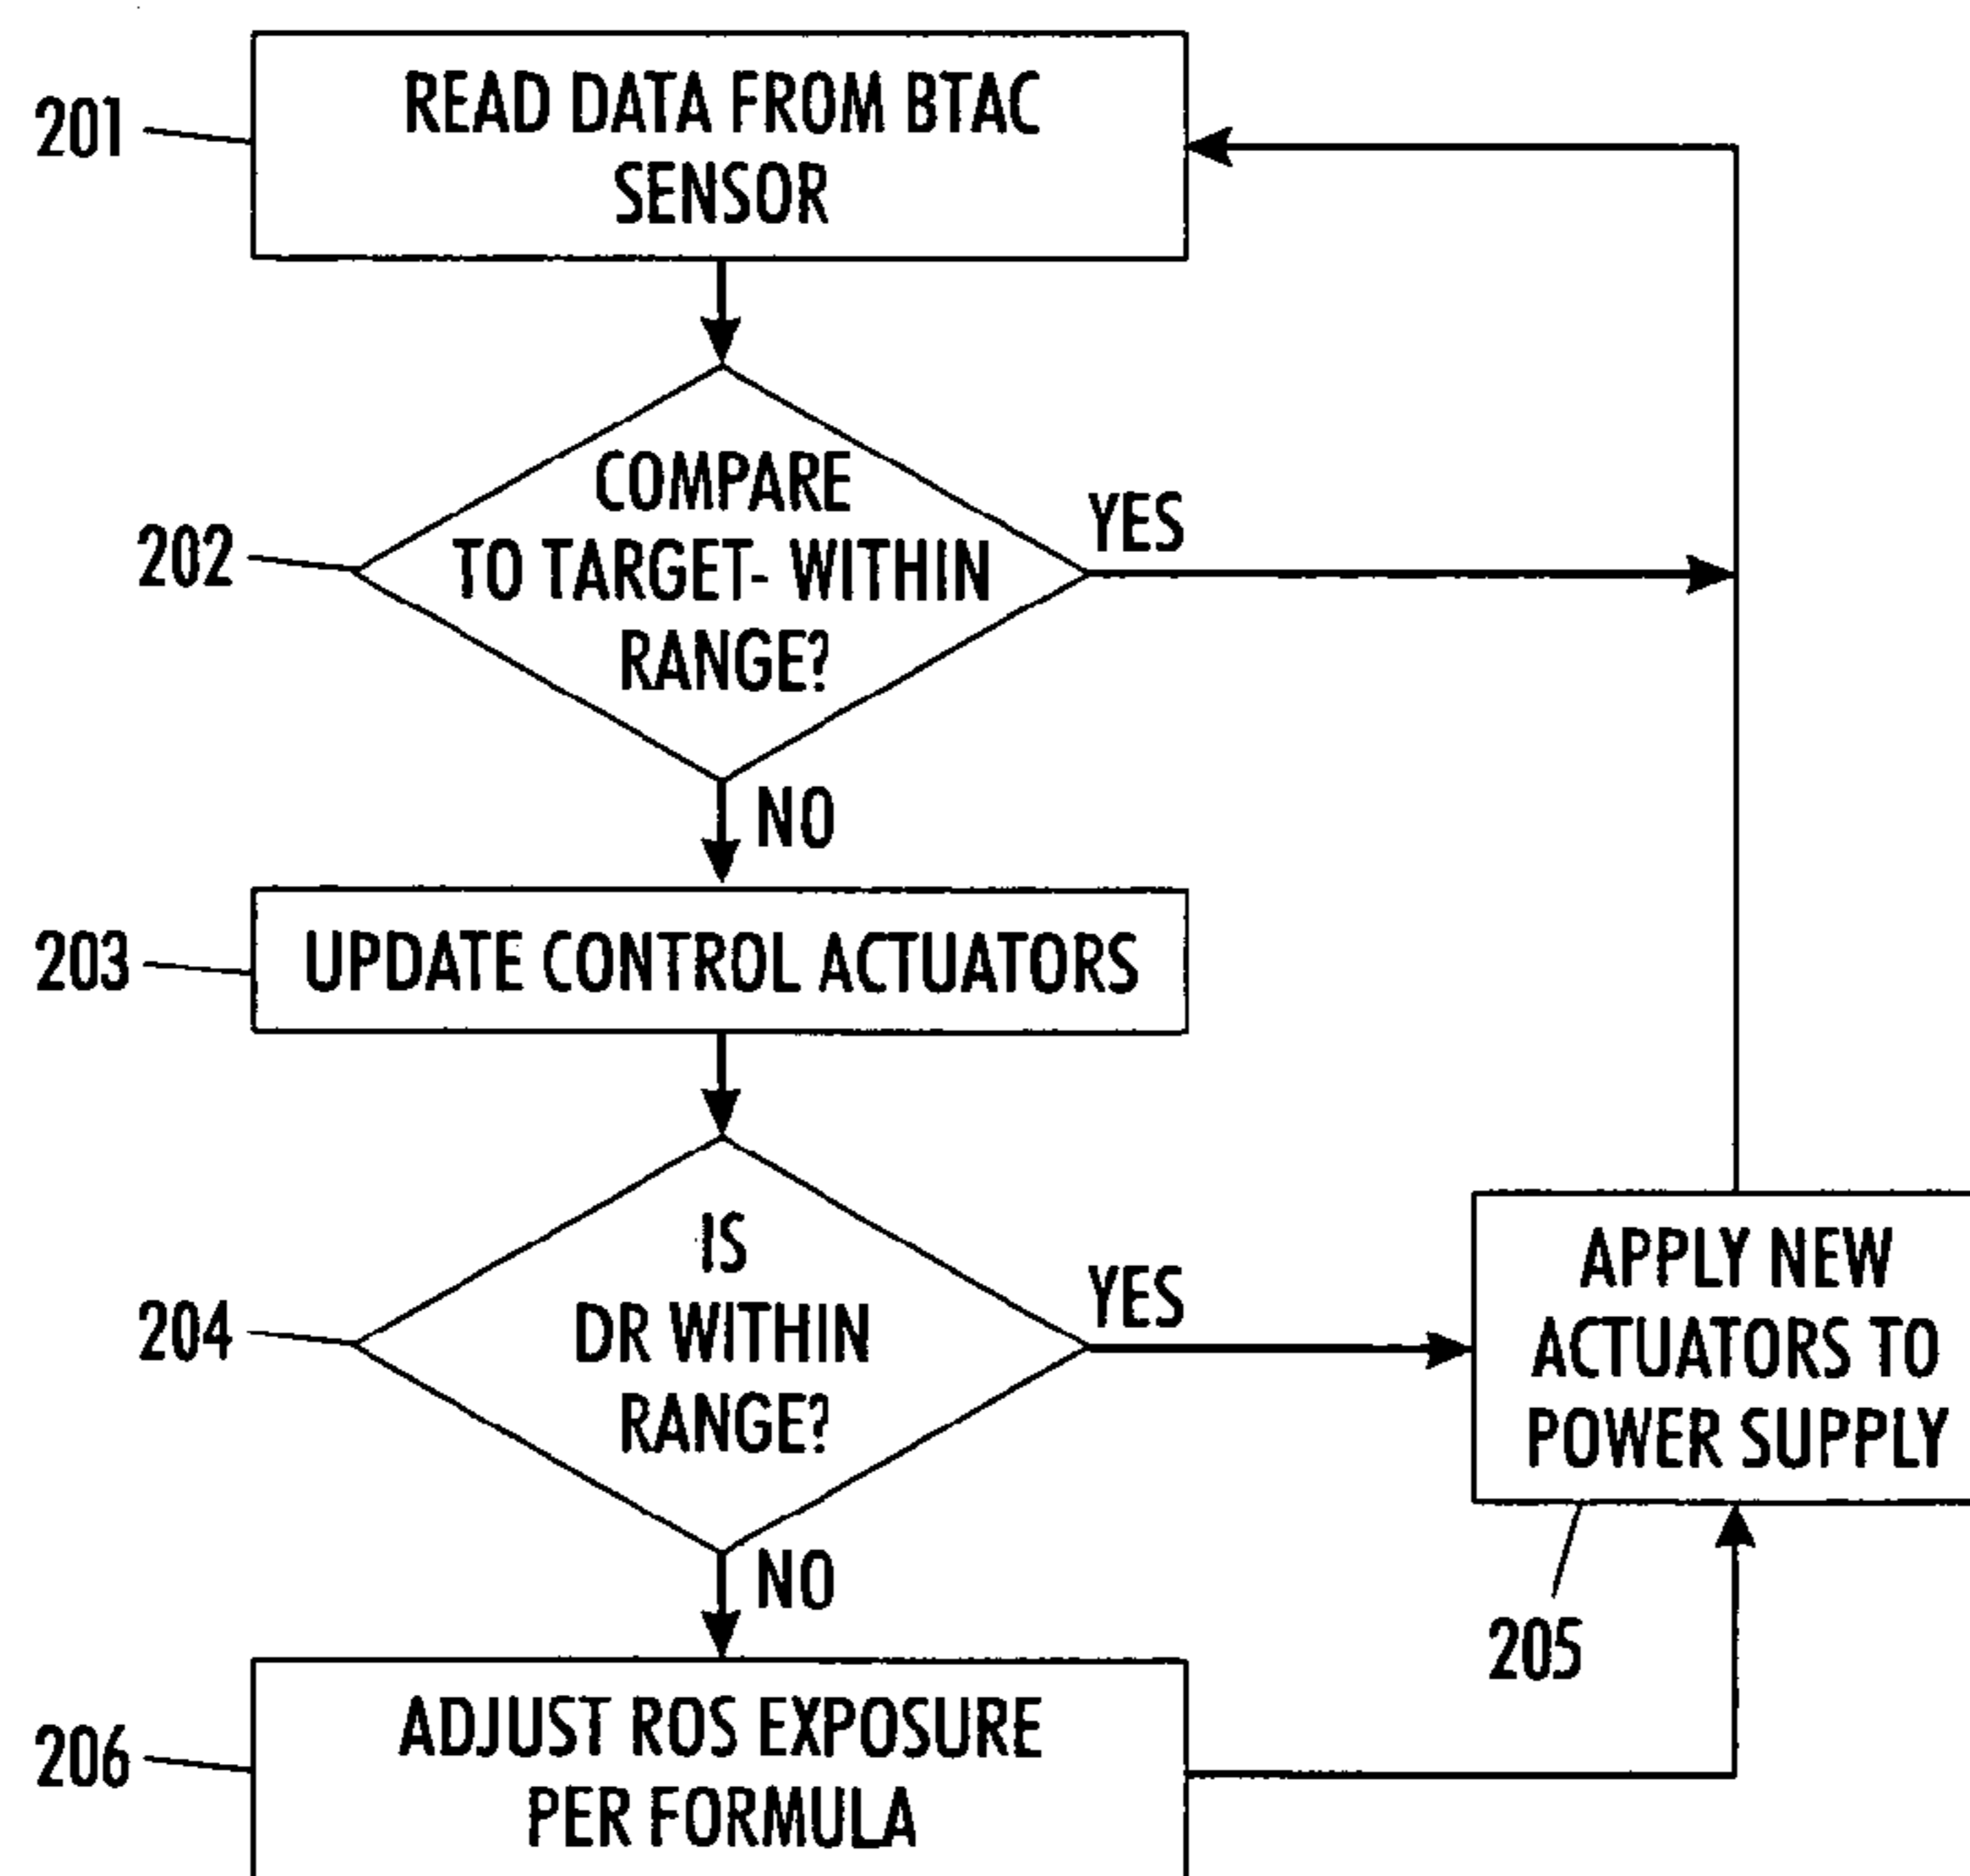 201
READ DATA FROM BTAC
SENSOR
202
COMPARE
TO TARGET- WITHIN
RANGE?
YES
NO
203
UPDATE CONTROL ACTUATORS
204
IS
DR WITHIN
RANGE?
YES
NO
APPLY NEW
ACTUATORS TO
POWER SUPPLY
205
206
ADJUST ROS EXPOSURE
PER FORMULA